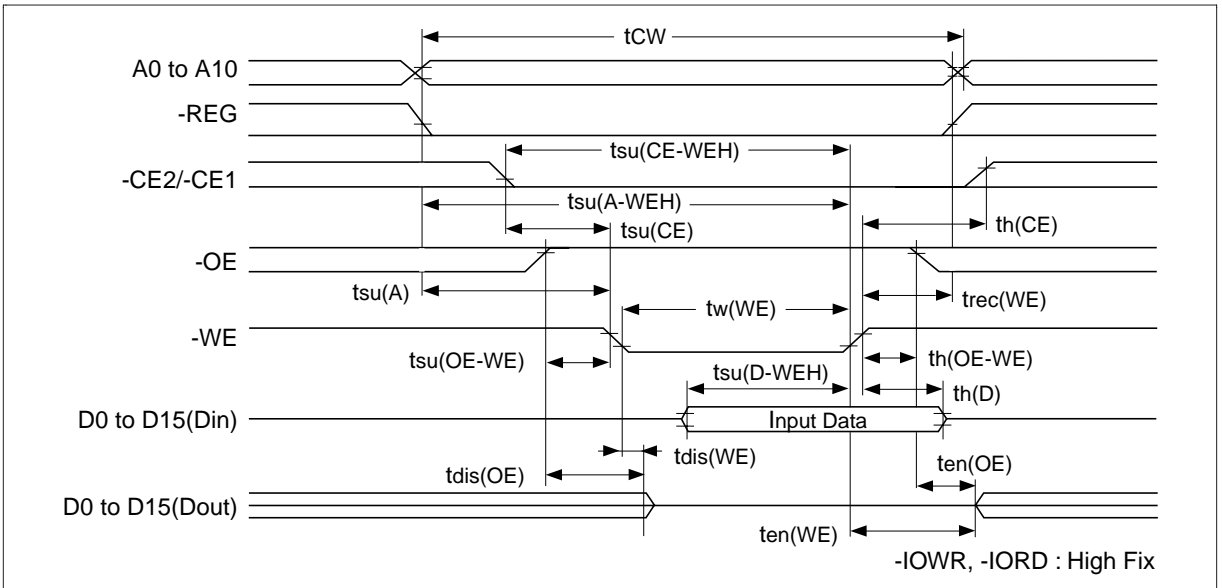 tCW
A0 to A10
-REG
tsu(CE-WEH)
-CE2/-CE1
tsu(A-WEH)
th(CE)
tsu(CE)
-OE
tsu(A)
trec(WE)
tw(WE)
-WE
tsu(OE-WE)
th(OE-WE)
tsu(D-WEH)
th(D)
D0 to D15(Din)
Input Data
tdis(WE)
ten(OE)
tdis(OE)
D0 to D15(Dout)
ten(WE)
-IOWR, -IORD : High Fix